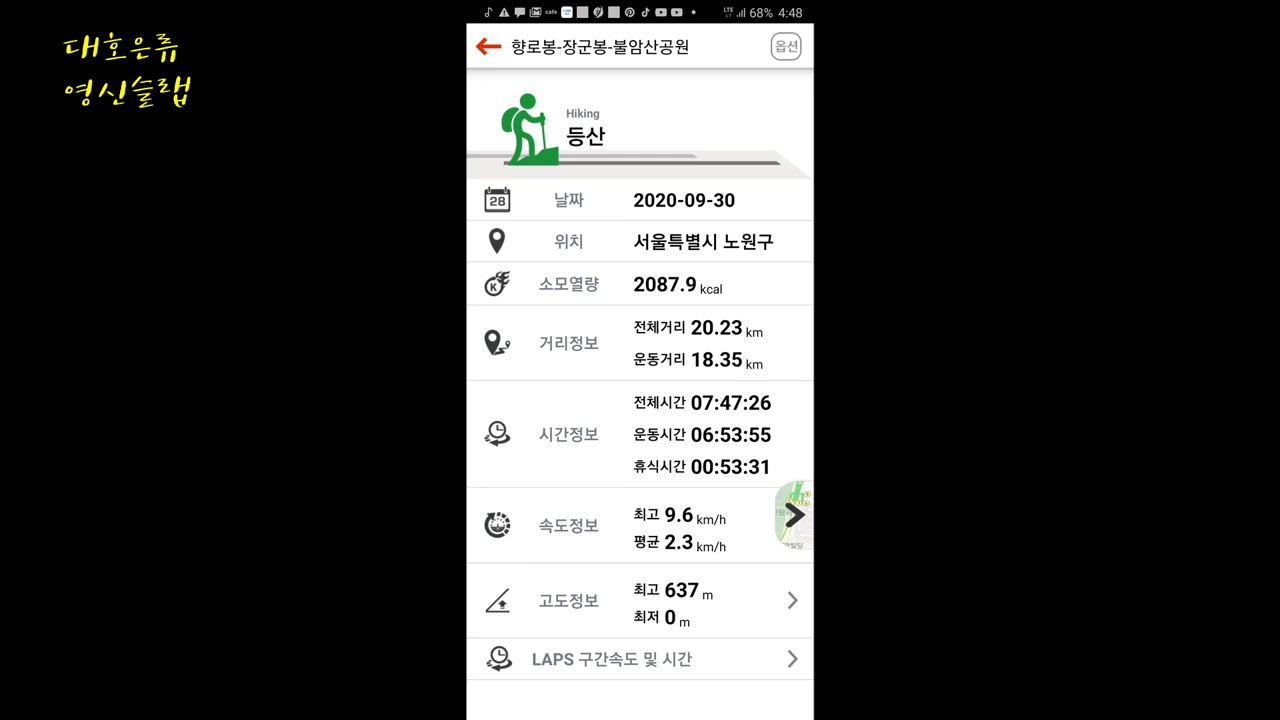 대호은류
영신슬랩
cafe
LTE
68% 4:48
향로봉-장군봉-불암산공원
옵션
Hiking
등산
28 날짜 2020-09-30
위치 서울특별시 노원구
K 소모열량 2087.9 kcal
거리정보
전체거리 20.23 km
운동거리 18.35 km
시간정보
전체시간 07:47:26
운동시간 06:53:55
휴식시간 00:53:31
속도정보
최고 9.6 km/h
평균 2.3 km/h
고도정보
최고 637 m
최저 0 m
LAPS 구간속도 및 시간